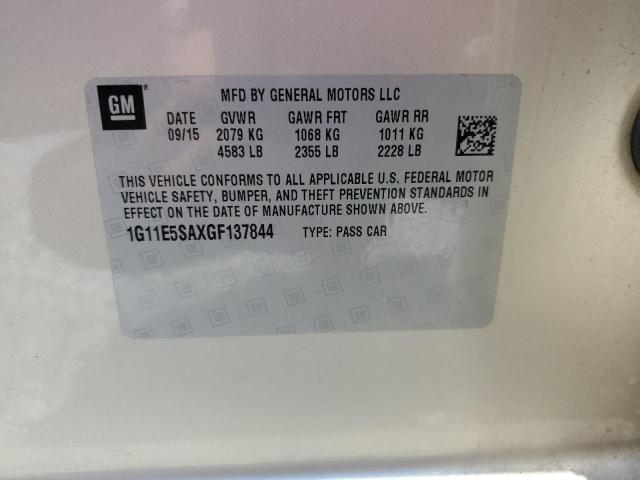 GM ® MFD BY GENERAL MOTORS LLC
DATE GVWR GAWR FRT GAWR RR
09/15 2079 KG 1068 KG 1011 KG
4583 LB 2355 LB 2228 LB
THIS VEHICLE CONFORMS TO ALL APPLICABLE U.S. FEDERAL MOTOR
VEHICLE SAFETY, BUMPER, AND THEFT PREVENTION STANDARDS IN
EFFECT ON THE DATE OF MANUFACTURE SHOWN ABOVE.
1G11E5SAXGF137844 TYPE: PASS CAR